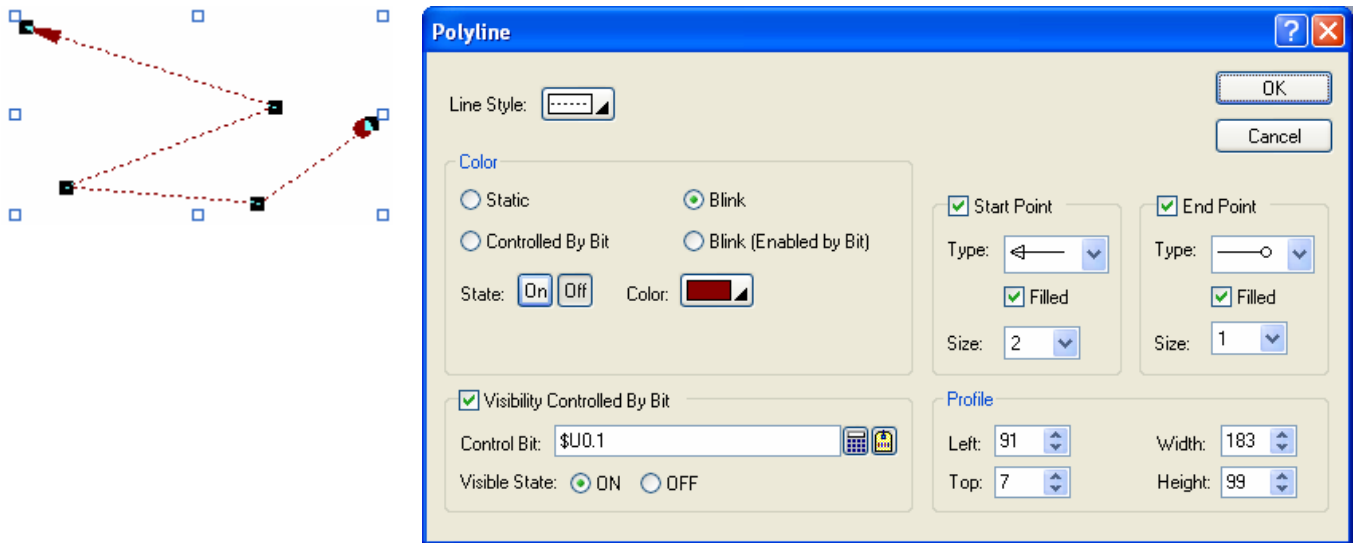 Polyline
Line Style:
OK
Cancel
Color
Static
Blink
Controlled By Bit
Blink (Enabled by Bit)
State: On Off Color:
Start Point
Type:
Filled
Size: 2
End Point
Type:
Filled
Size: 1
Visibility Controlled By Bit
Control Bit: $U0.1
Visible State: ON OFF
Profile
Left: 91 Width: 183
Top: 7 Height: 99